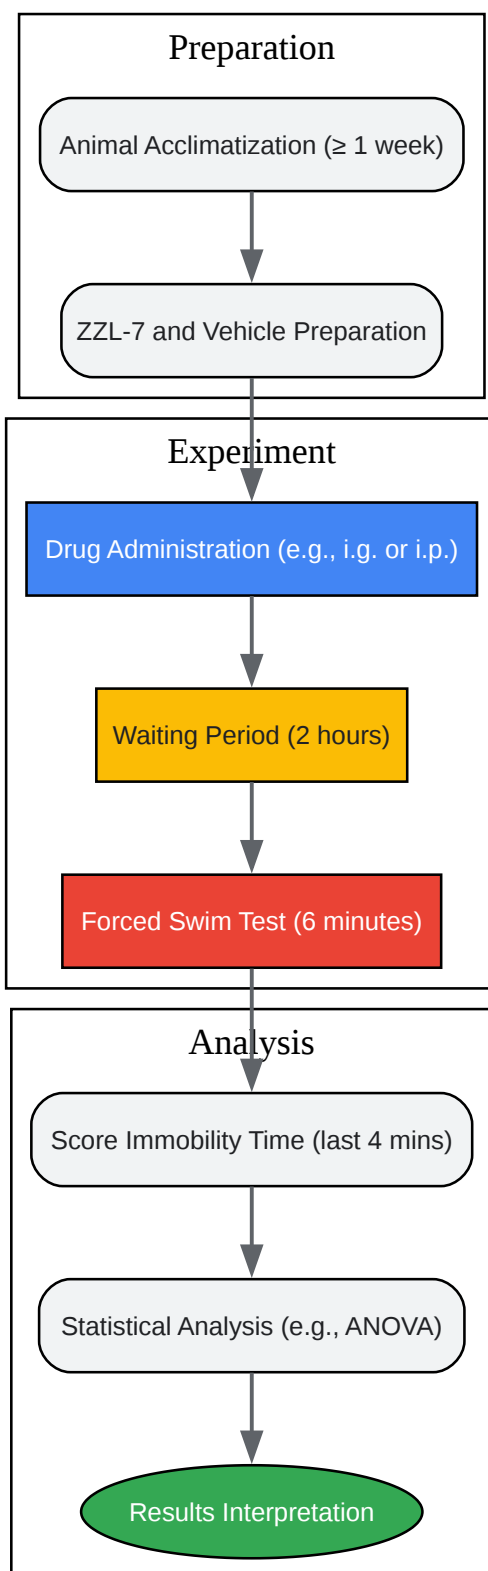 Preparation
Animal Acclimatization (≥ 1 week)
ZZL-7 and Vehicle Preparation
Experiment
Drug Administration (e.g., i.g. or i.p.)
Waiting Period (2 hours)
Forced Swim Test (6 minutes)
Analysis
Score Immobility Time (last 4 mins)
Statistical Analysis (e.g., ANOVA)
Results Interpretation